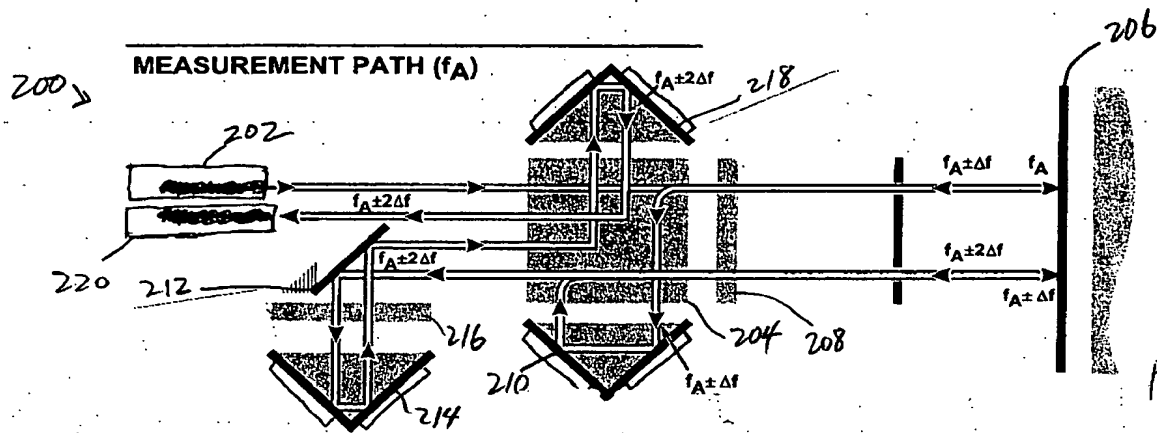 MEASUREMENT PATH (fA)
206
200
fA±2Δf
218
202
fA±Δf
fA
fA±2Δf
220
212
fA±2Δf
fA±2Δf
fA±Δf
216
204
208
210
fA±Δf
214